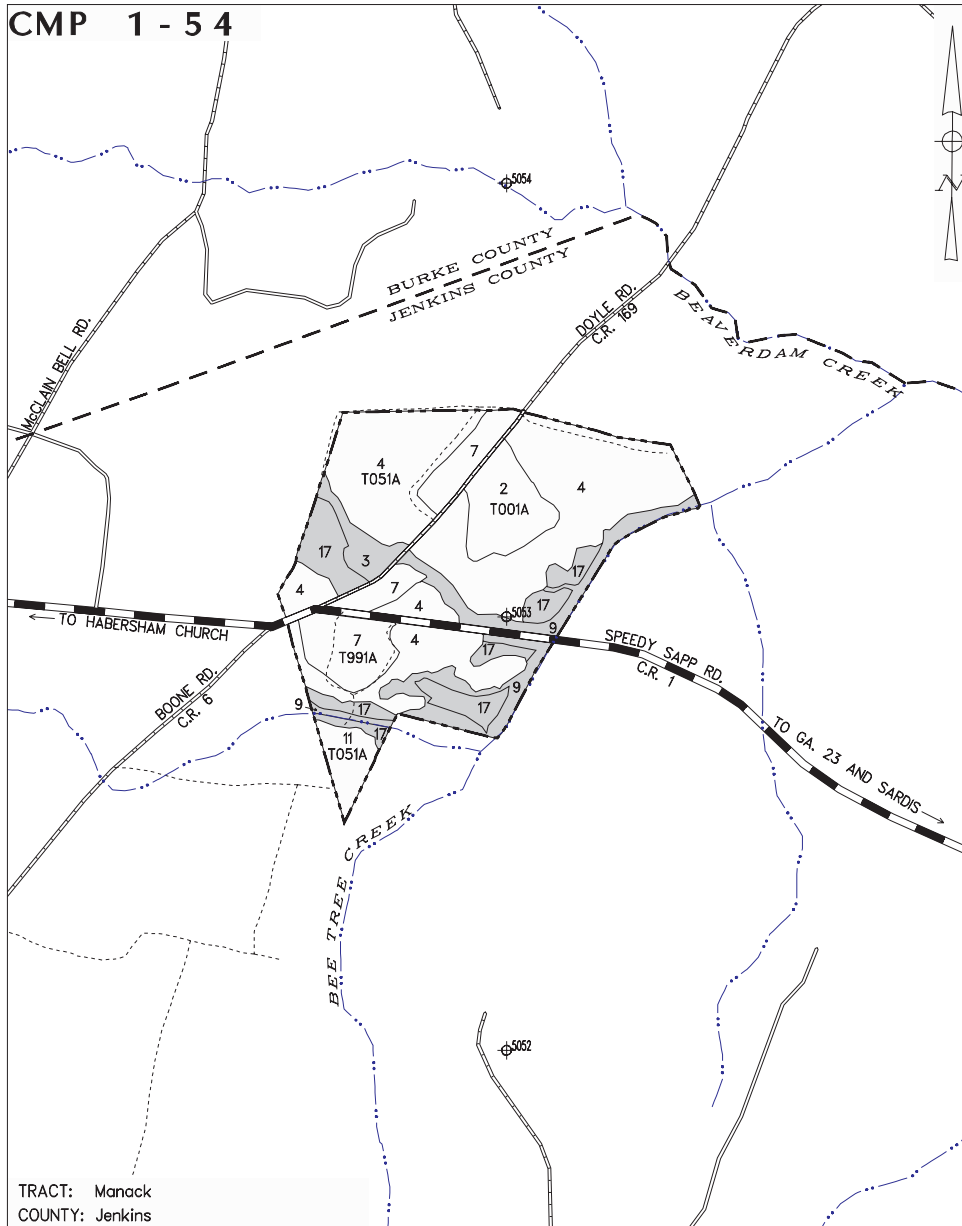 CMP 1-54
5054
N
BURKE COUNTY
JENKINS COUNTY
DOYLE RD.
C.R. 169
BEAVERDAM CREEK
McCLAIN BELL RD.
4
T051A
7
2
T001A
4
17
3
17
4
7
4
17
5053
9
TO HABERSHAM CHURCH
7
T991A
4
17
SPEEDY SAPP RD.
C.R. 1
BOONE RD.
C.R. 6
9
17
9
17
11
T051A
17
TO GA. 23 AND SARDIS
BEE TREE CREEK
5052
TRACT: Manack
COUNTY: Jenkins